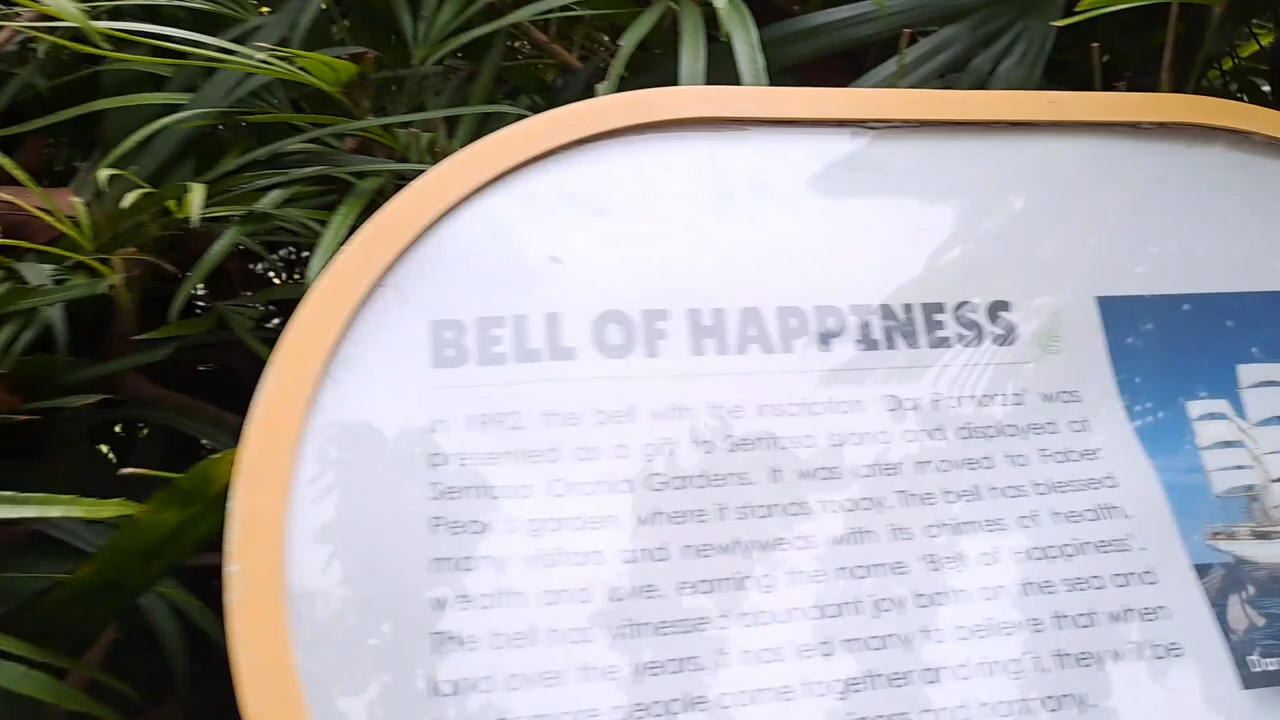 BELL OF HAPPINESS
In 1992, the bell with the inscription 'Dar Pomorza' was
presented as a gift to Sentosa Island and displayed at
Sentosa Orchid Gardens. It was later moved to Faber
Peak's garden, where it stands today. The bell has blessed
many visitors and newlyweds with its chimes of health,
wealth and love, earning the name 'Bell of Happiness'.
The bell has witnessed abundant joy both on the sea and
land over the years. It has led many to believe that when
people come together and ring it, they will be
and harmony.